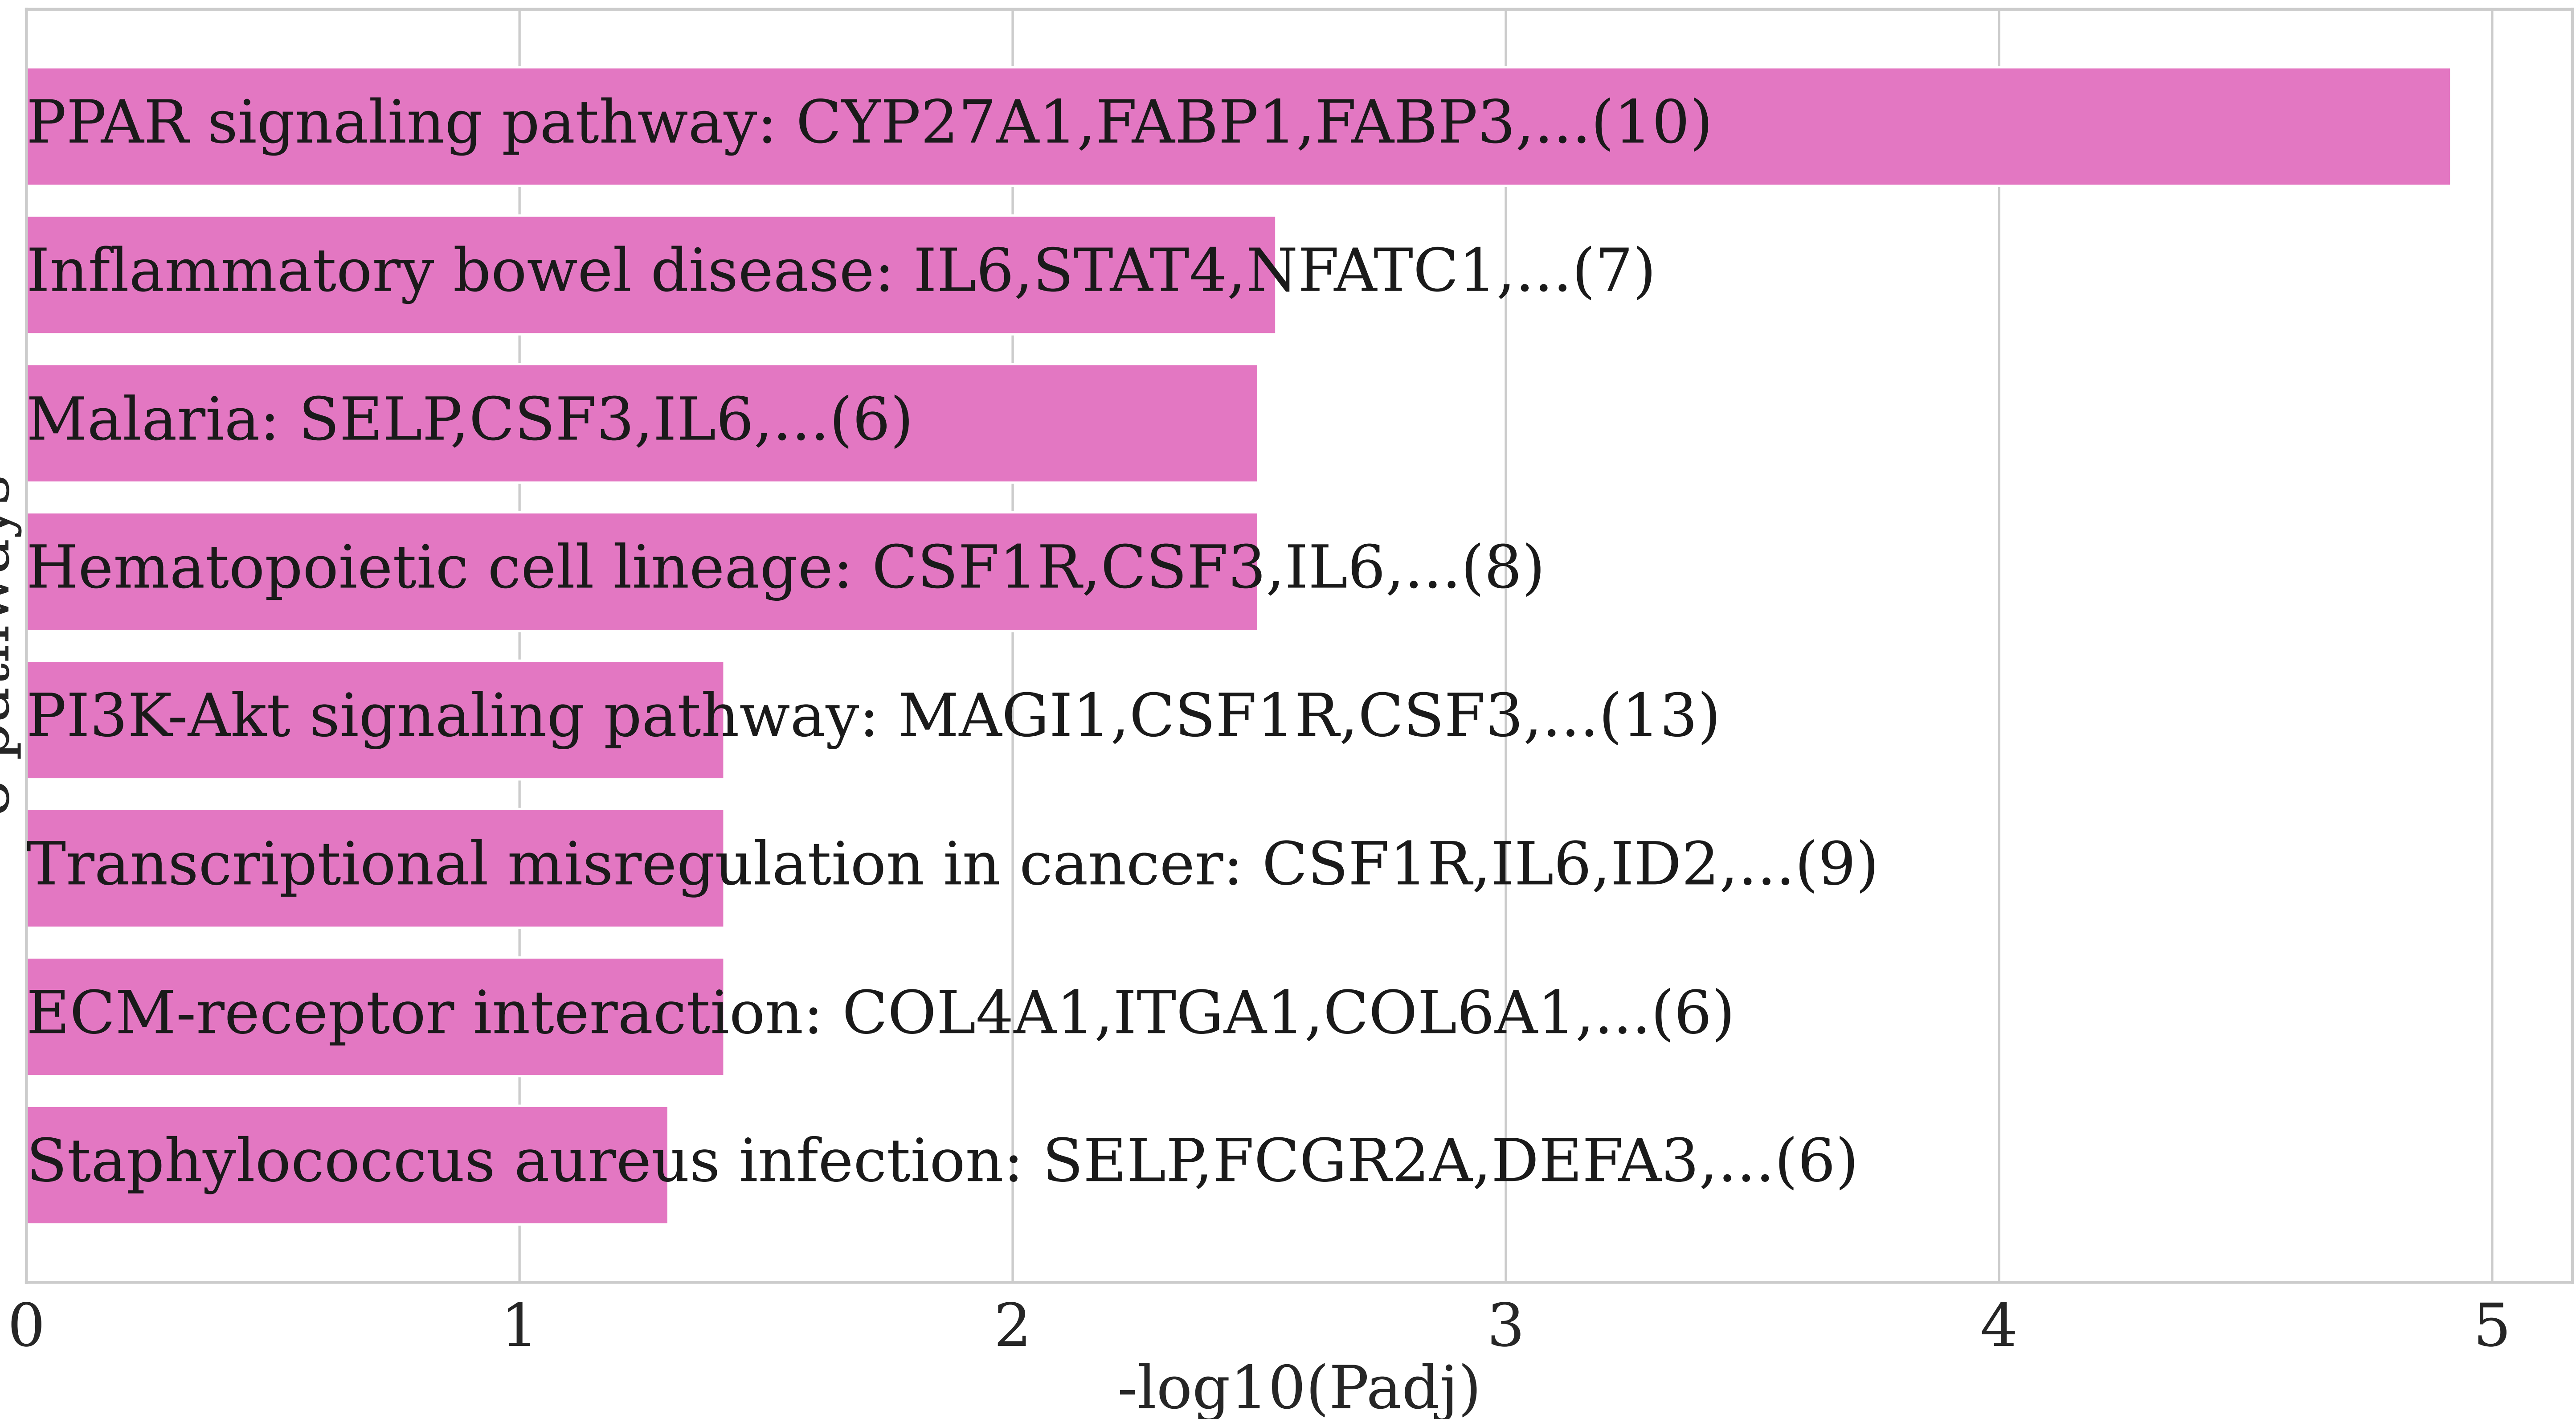 PPAR signaling pathway: CYP27A1,FABP1,FABP3,...(10)
Inflammatory bowel disease: IL6,STAT4,NFATC1,...(7)
Malaria: SELP,CSF3,IL6,...(6)
Hematopoietic cell lineage: CSF1R,CSF3,IL6,...(8)
PI3K-Akt signaling pathway: MAGI1,CSF1R,CSF3,...(13)
Transcriptional misregulation in cancer: CSF1R,IL6,ID2,...(9)
ECM-receptor interaction: COL4A1,ITGA1,COL6A1,...(6)
Staphylococcus aureus infection: SELP,FCGR2A,DEFA3,...(6)
0 1 2 3 4 5
-log10(Padj)